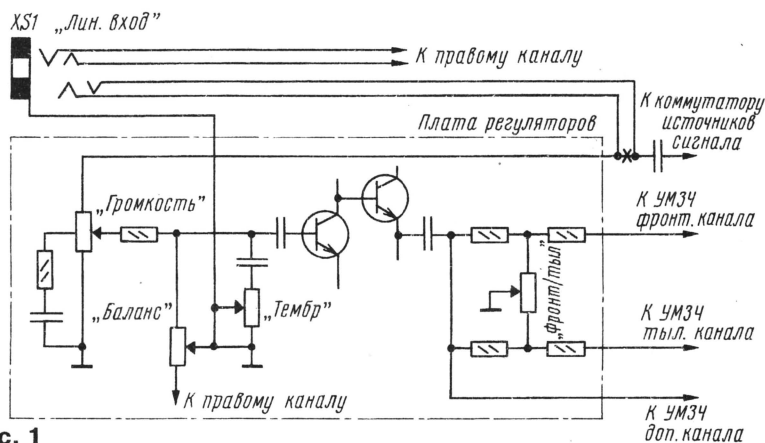 XS1 „Лин. вход”
К правому каналу
К коммутатору
источников
сигнала
Плата регуляторов
„Громкость”
К УМЗЧ
фронт. канала
„Фронт/тыл”
„Баланс”
„Тембр”
К УМЗЧ
тыл. канала
К правому каналу
К УМЗЧ
доп. канала
с. 1